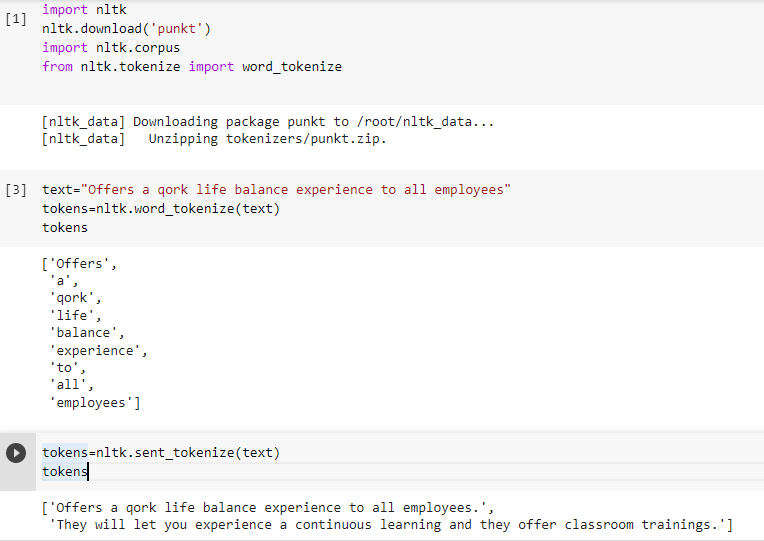 [1]
import nltk
nltk.download('punkt')
import nltk.corpus
from nltk.tokenize import word_tokenize
[nltk_data] Downloading package punkt to /root/nltk_data...
[nltk_data]   Unzipping tokenizers/punkt.zip.
[3]
text="Offers a qork life balance experience to all employees"
tokens=nltk.word_tokenize(text)
tokens
['Offers',
 'a',
 'qork',
 'life',
 'balance',
 'experience',
 'to',
 'all',
 'employees']
tokens=nltk.sent_tokenize(text)
tokens
['Offers a qork life balance experience to all employees.',
 'They will let you experience a continuous learning and they offer classroom trainings.']